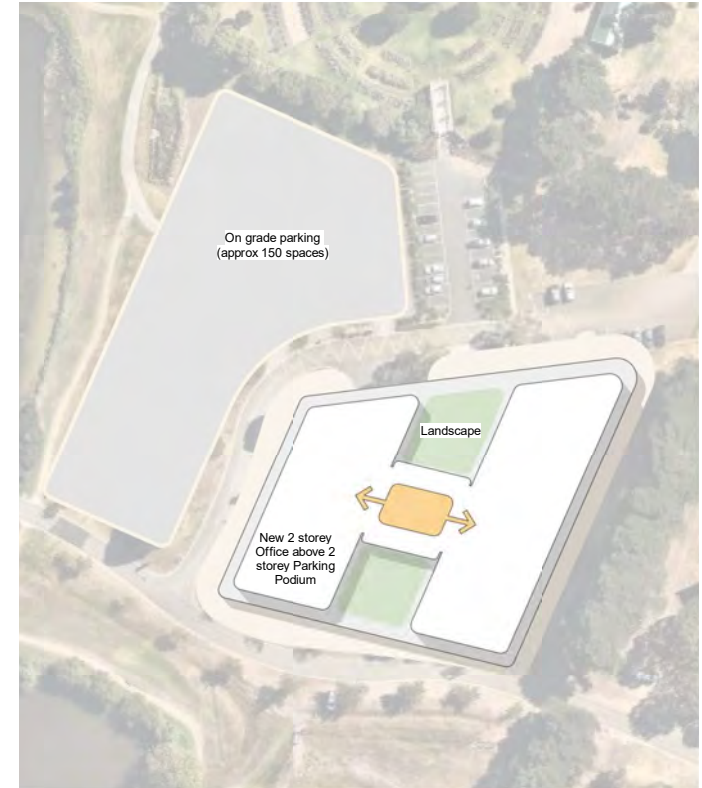 On grade parking
(approx 150 spaces)
Landscape
New 2 storey
Office above 2
storey Parking
Podium